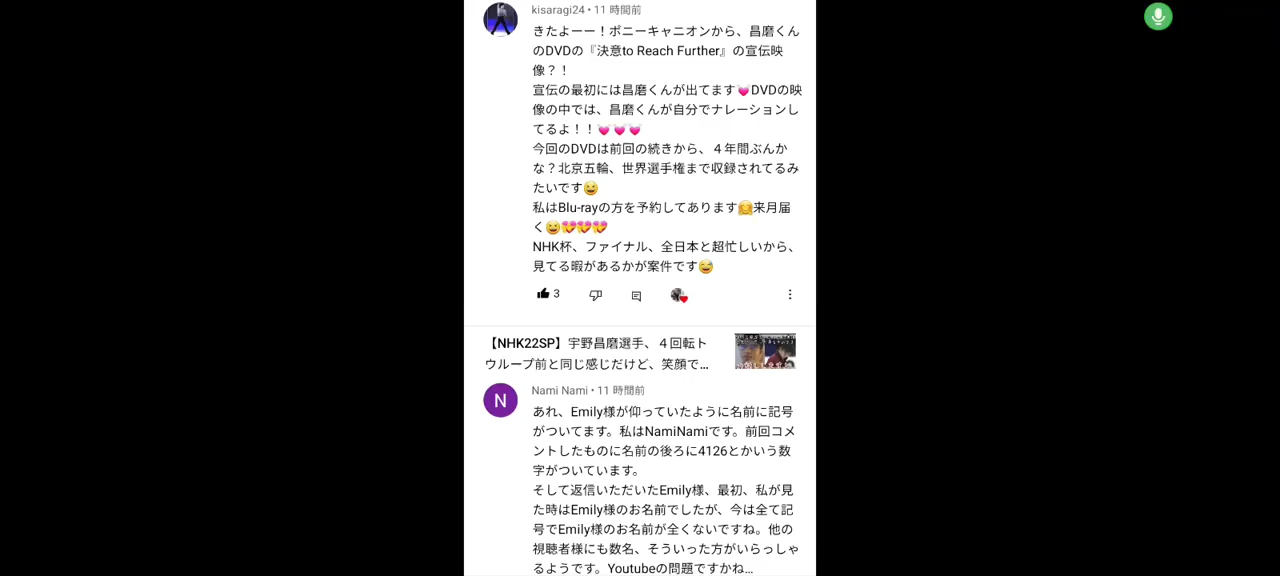 kisaragi24 • 11 時間前
きたよーー！ポニーキャニオンから、昌磨くん
のDVDの『決意to Reach Further』の宣伝映
像？！
宣伝の最初には昌磨くんが出てます💓DVDの映
像の中では、昌磨くんが自分でナレーションし
てるよ！！💓💓💓
今回のDVDは前回の続きから、４年間ぶんか
な？北京五輪、世界選手権まで収録されてるみ
たいです😆
私はBlu-rayの方を予約してあります🤗来月届
く😆💝💝💝
NHK杯、ファイナル、全日本と超忙しいから、
見てる暇があるかが案件です😅
3
【NHK22SP】宇野昌磨選手、４回転ト
ウループ前と同じ感じだけど、笑顔で...
N
Nami Nami • 11 時間前
あれ、Emily様が仰っていたように名前に記号
がついてます。私はNamiNamiです。前回コメ
ントしたものに名前の後ろに4126とかいう数
字がついています。
そして返信いただいたEmily様、最初、私が見
た時はEmily様のお名前でしたが、今は全て記
号でEmily様のお名前が全くないですね。他の
視聴者様にも数名、そういった方がいらっしゃ
るようです。Youtubeの問題ですかね...